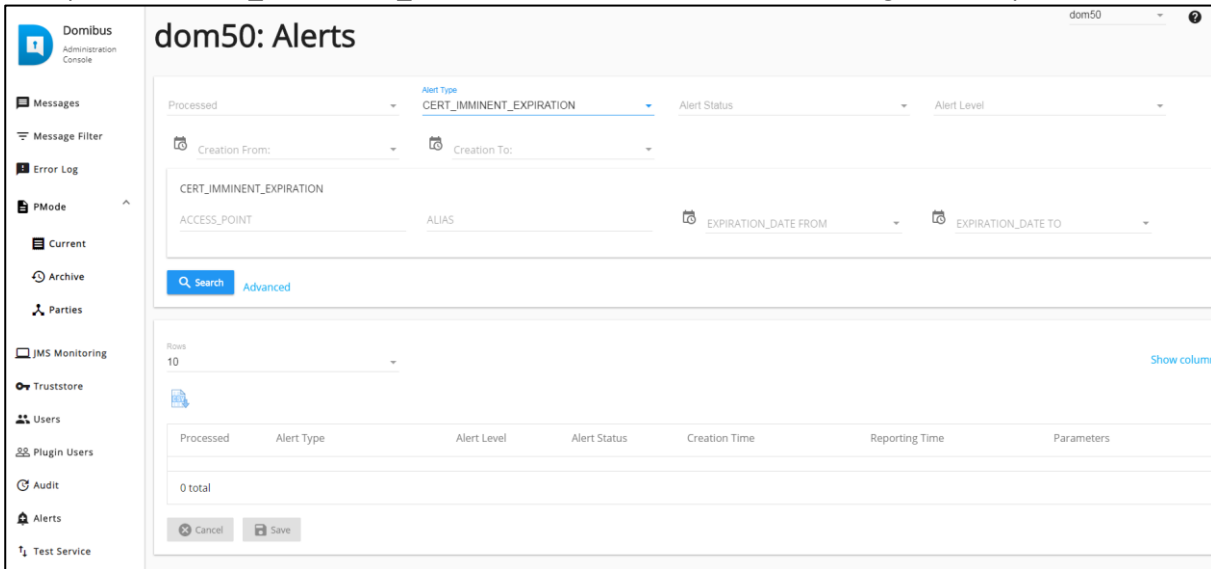 dom50
Domibus
Administration
Console
dom50: Alerts
Messages
Message Filter
Error Log
PMode
Current
Archive
Parties
JMS Monitoring
Truststore
Users
Plugin Users
Audit
Alerts
Test Service
Processed
Alert Type
CERT_IMMINENT_EXPIRATION
Alert Status
Alert Level
Creation From:
Creation To:
CERT_IMMINENT_EXPIRATION
ACCESS_POINT
ALIAS
EXPIRATION_DATE FROM
EXPIRATION_DATE TO
Search
Advanced
Rows
10
Show colum
Processed Alert Type Alert Level Alert Status Creation Time Reporting Time Parameters
0 total
Cancel
Save